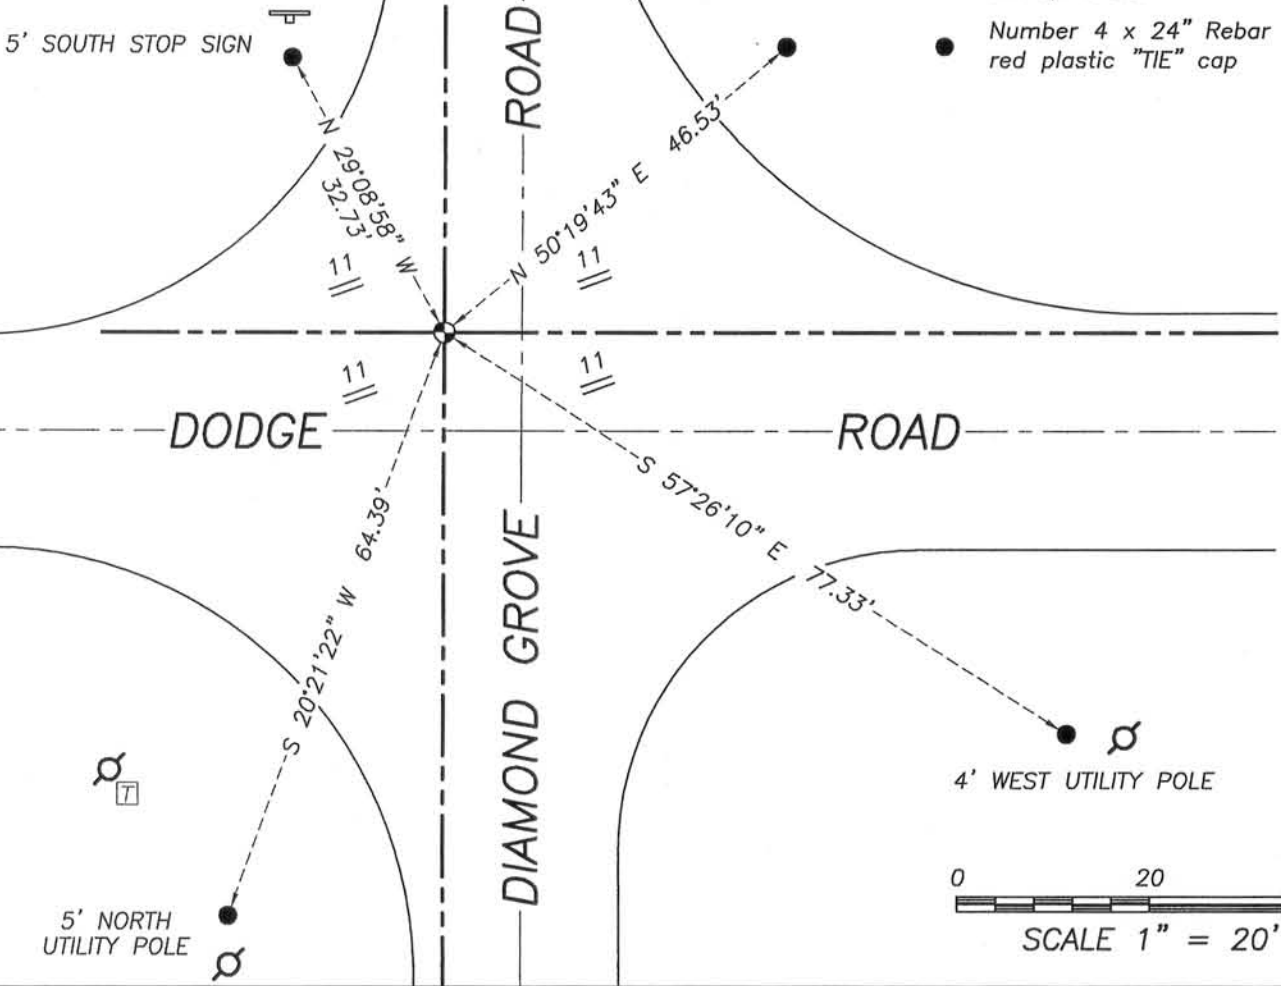 5' SOUTH STOP SIGN
Number 4 x 24" Rebar
red plastic "TIE" cap
ROAD
N 29°08'58" W
32.73'
N 50°19'43" E 46.53'
11
11
11
11
DODGE ROAD
S 20°21'22" W 64.39'
S 57°26'10" E 77.33'
DIAMOND GROVE
T
4' WEST UTILITY POLE
5' NORTH
UTILITY POLE
0 20
SCALE 1" = 20'